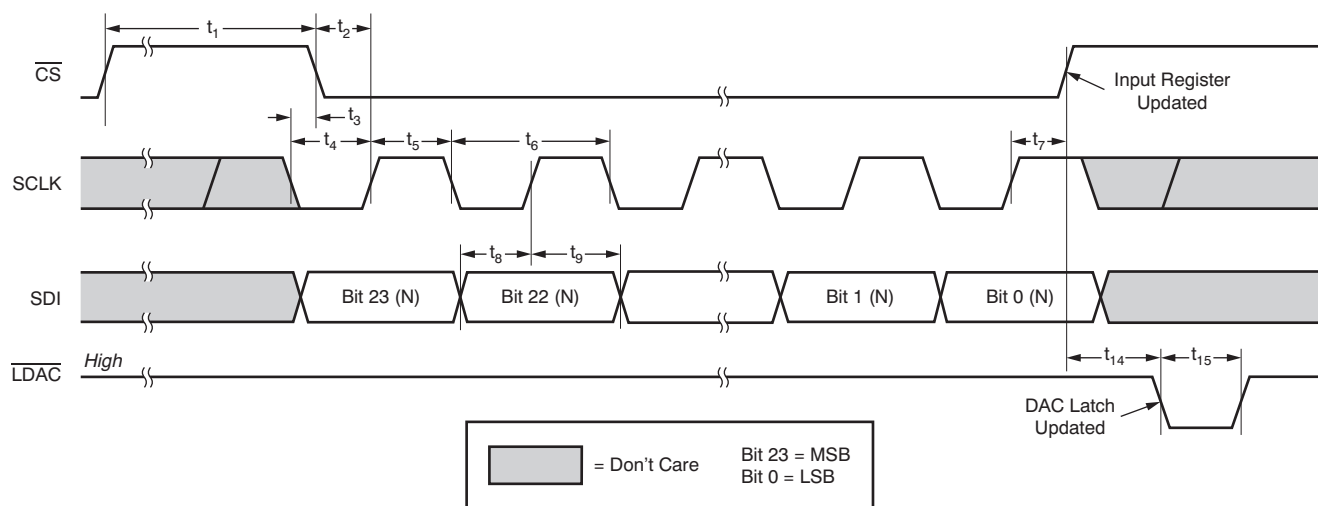 t1
t2
CS
Input Register
Updated
t3
t4
t5
t6
t7
SCLK
t8
t9
SDI
Bit 23 (N)
Bit 22 (N)
Bit 1 (N)
Bit 0 (N)
High
LDAC
t14
t15
DAC Latch
Updated
= Don't Care
Bit 23 = MSB
Bit 0 = LSB